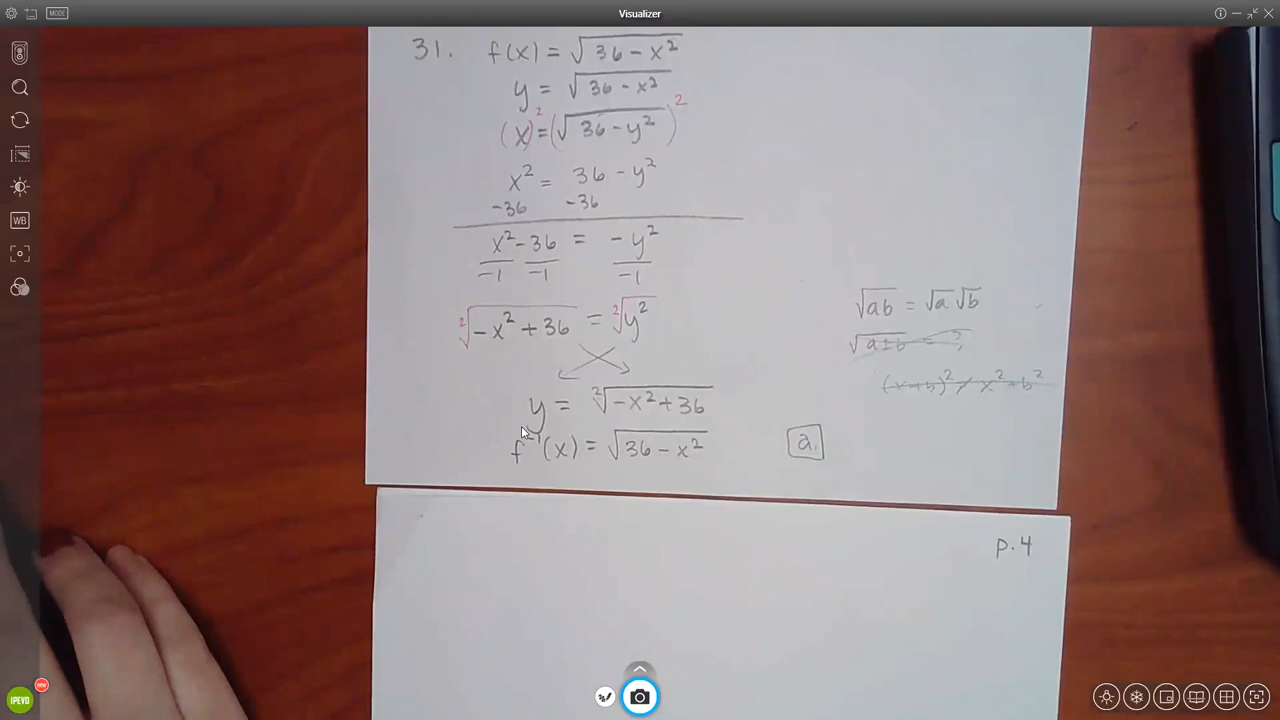 MODE
Visualizer
WB
31. f(x) = √(36 - x²)
y = √(36 - x²)
(x)² = (√(36 - y²))²
x² = 36 - y²
-36 -36
x² - 36 = - y²
-1 -1 -1
²√(-x² + 36) = ²√(y²)
y = ²√(-x² + 36)
f⁻¹(x) = √(36 - x²)
a.
√(ab) = √a √b
√(a±b) = ?
(x+b)² ≠ x² + b²
p.4
IPEVO
new